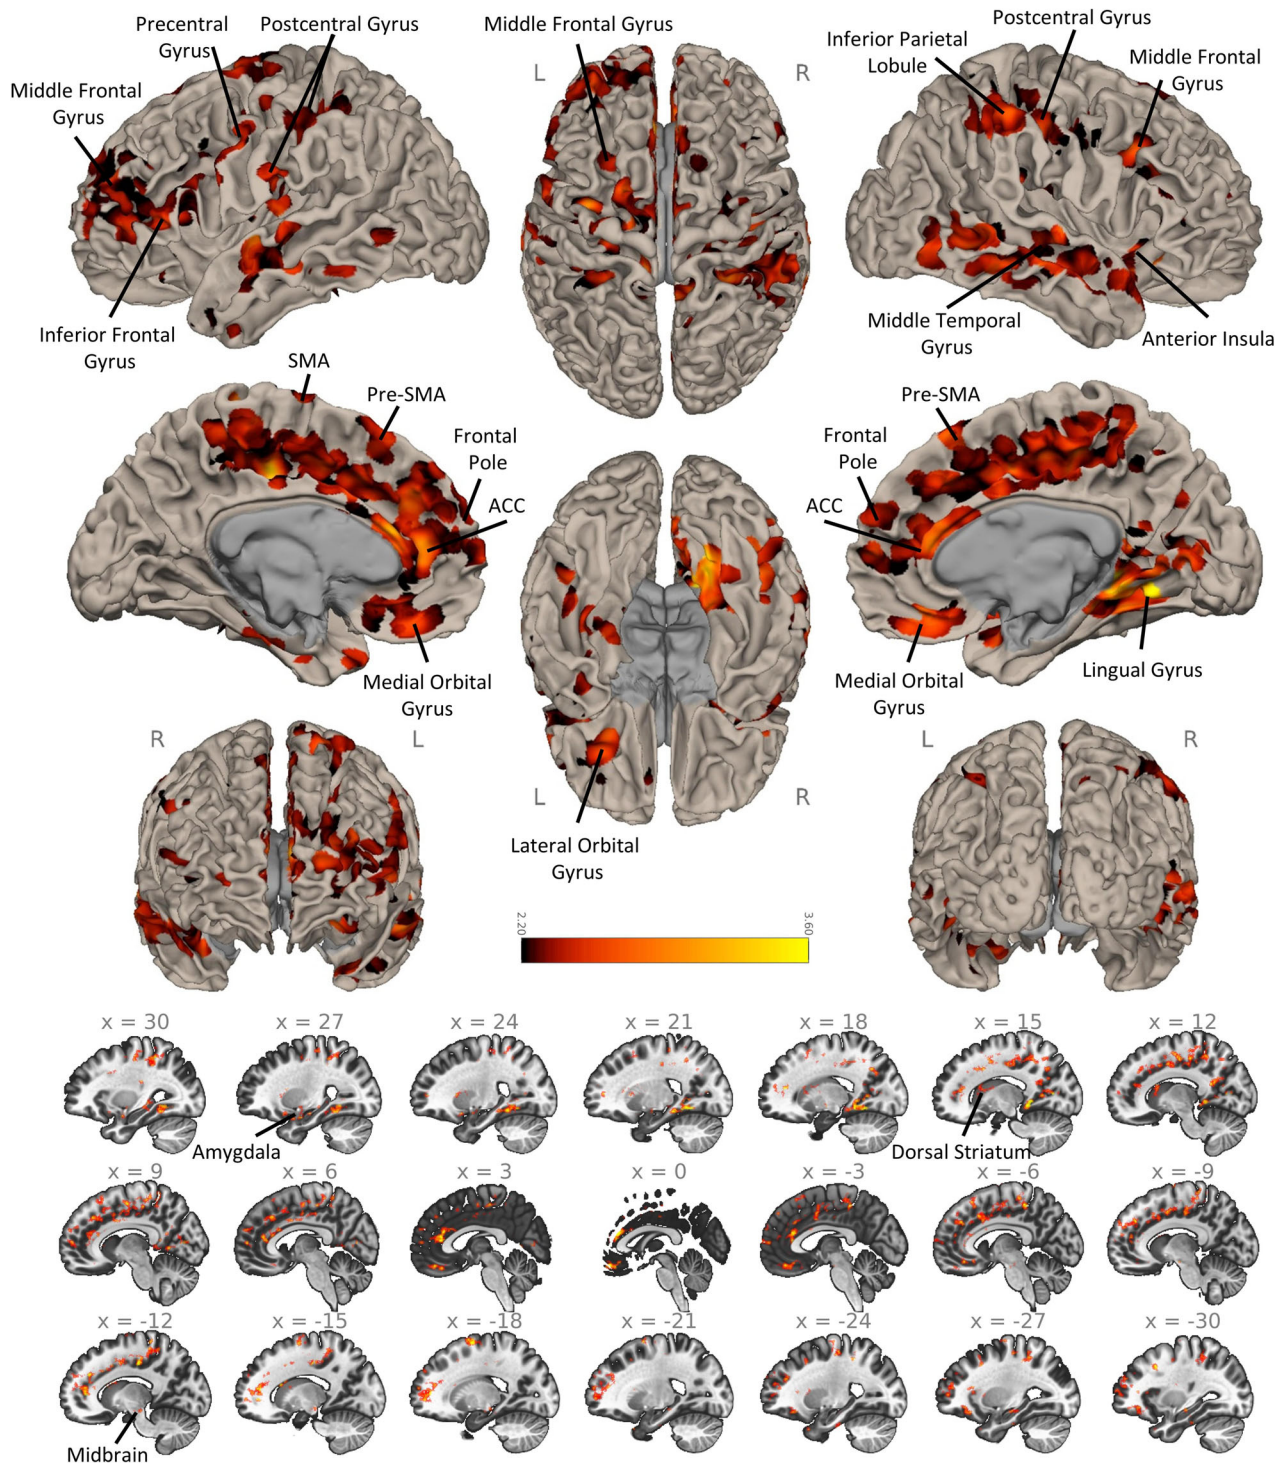 Precentral
Gyrus
Postcentral Gyrus
Middle Frontal Gyrus
Postcentral Gyrus
Inferior Parietal
Lobule
Middle Frontal
Gyrus
L
R
Middle Frontal
Gyrus
Inferior Frontal
Gyrus
Middle Temporal
Gyrus
Anterior Insula
SMA
Pre-SMA
Frontal
Pole
ACC
Medial Orbital
Gyrus
Pre-SMA
Frontal
Pole
ACC
Medial Orbital
Gyrus
Lingual Gyrus
L
R
Lateral Orbital
Gyrus
R
L
L
R
2.20
3.60
x = 30
x = 27
x = 24
x = 21
x = 18
x = 15
x = 12
Amygdala
Dorsal Striatum
x = 9
x = 6
x = 3
x = 0
x = -3
x = -6
x = -9
x = -12
x = -15
x = -18
x = -21
x = -24
x = -27
x = -30
Midbrain